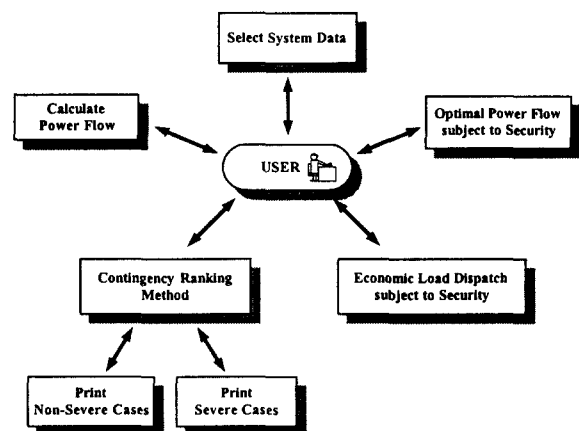 Select System Data
Calculate
Power Flow
Optimal Power Flow
subject to Security
USER
Contingency Ranking
Method
Economic Load Dispatch
subject to Security
Print
Non-Severe Cases
Print
Severe Cases